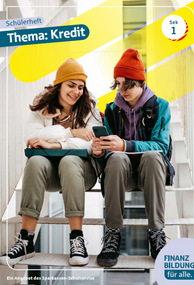 Schülerheft
Thema: Kredit
Sek
1
FINANZ
BILDUNG
für alle.
Ein Angebot des Sparkassen-SchulService